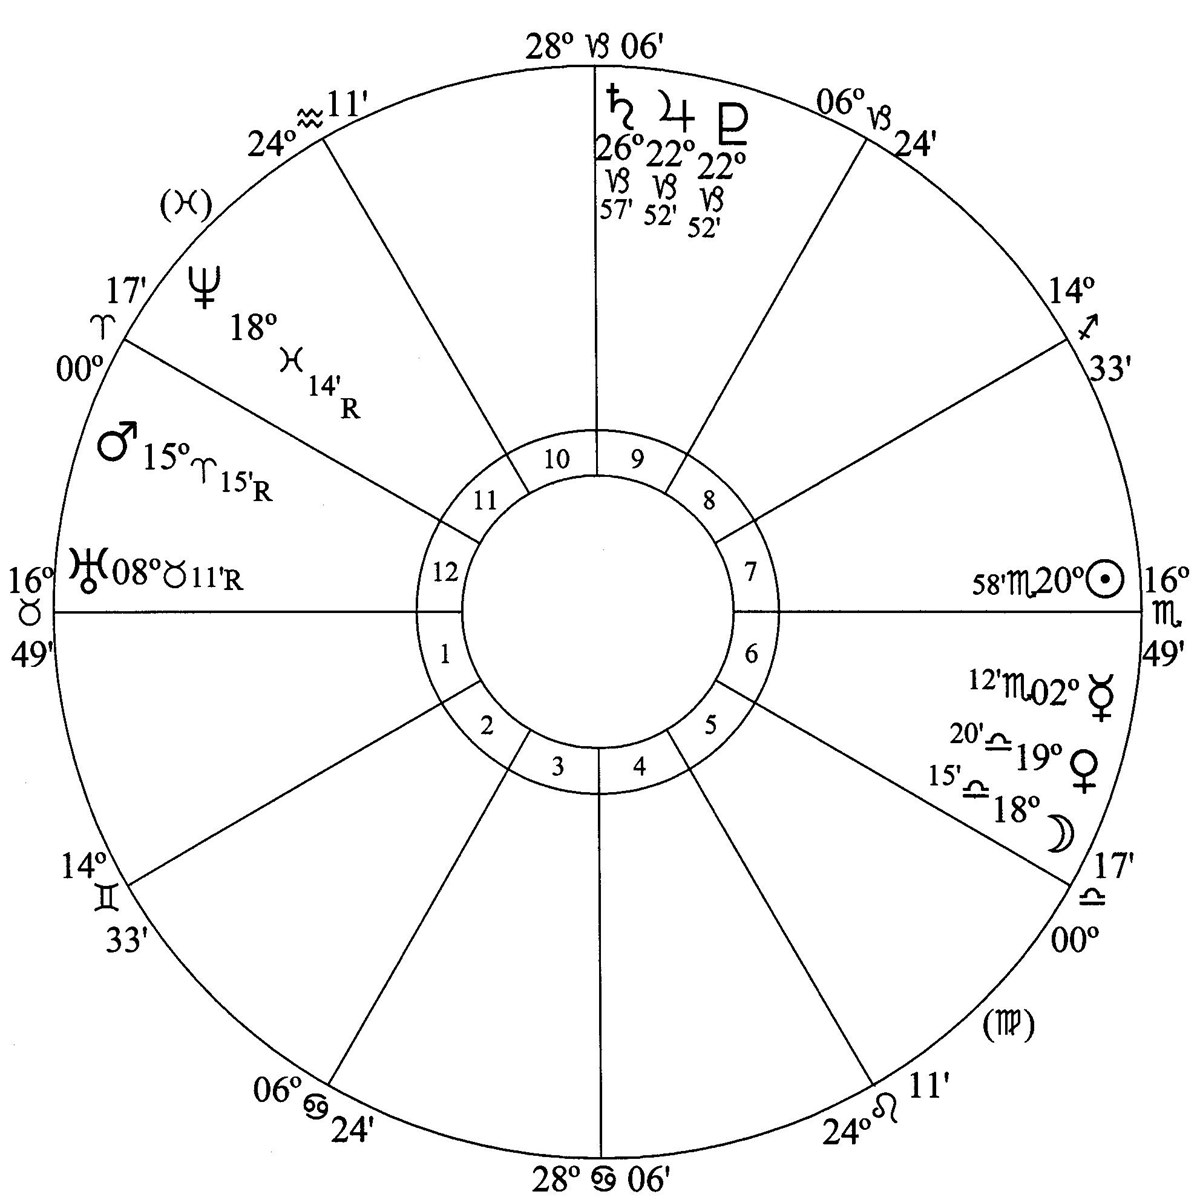 28º ♑ 06'
♄ ♃ ♇
26º 22º 22º
♑ ♑ ♑
57' 52' 52'
06º ♑ 24'
14º ♐ 33'
24º ♒ 11'
(♓)
17' ♈ 00º
♆ 18º ♓ 14' R
♂ 15º ♈ 15' R
♅ 08º ♉ 11' R
16º ♉ 49'
58' ♏ 20º ☉
16º ♏ 49'
12' ♏ 02º ☿
20' ♎ 19º ♀
15' ♎ 18º ☽
10 9
11 8
12 7
1 6
2 5
3 4
14º ♊ 33'
17' ♎ 00º
(♍)
06º ♋ 24'
24º ♌ 11'
28º ♋ 06'